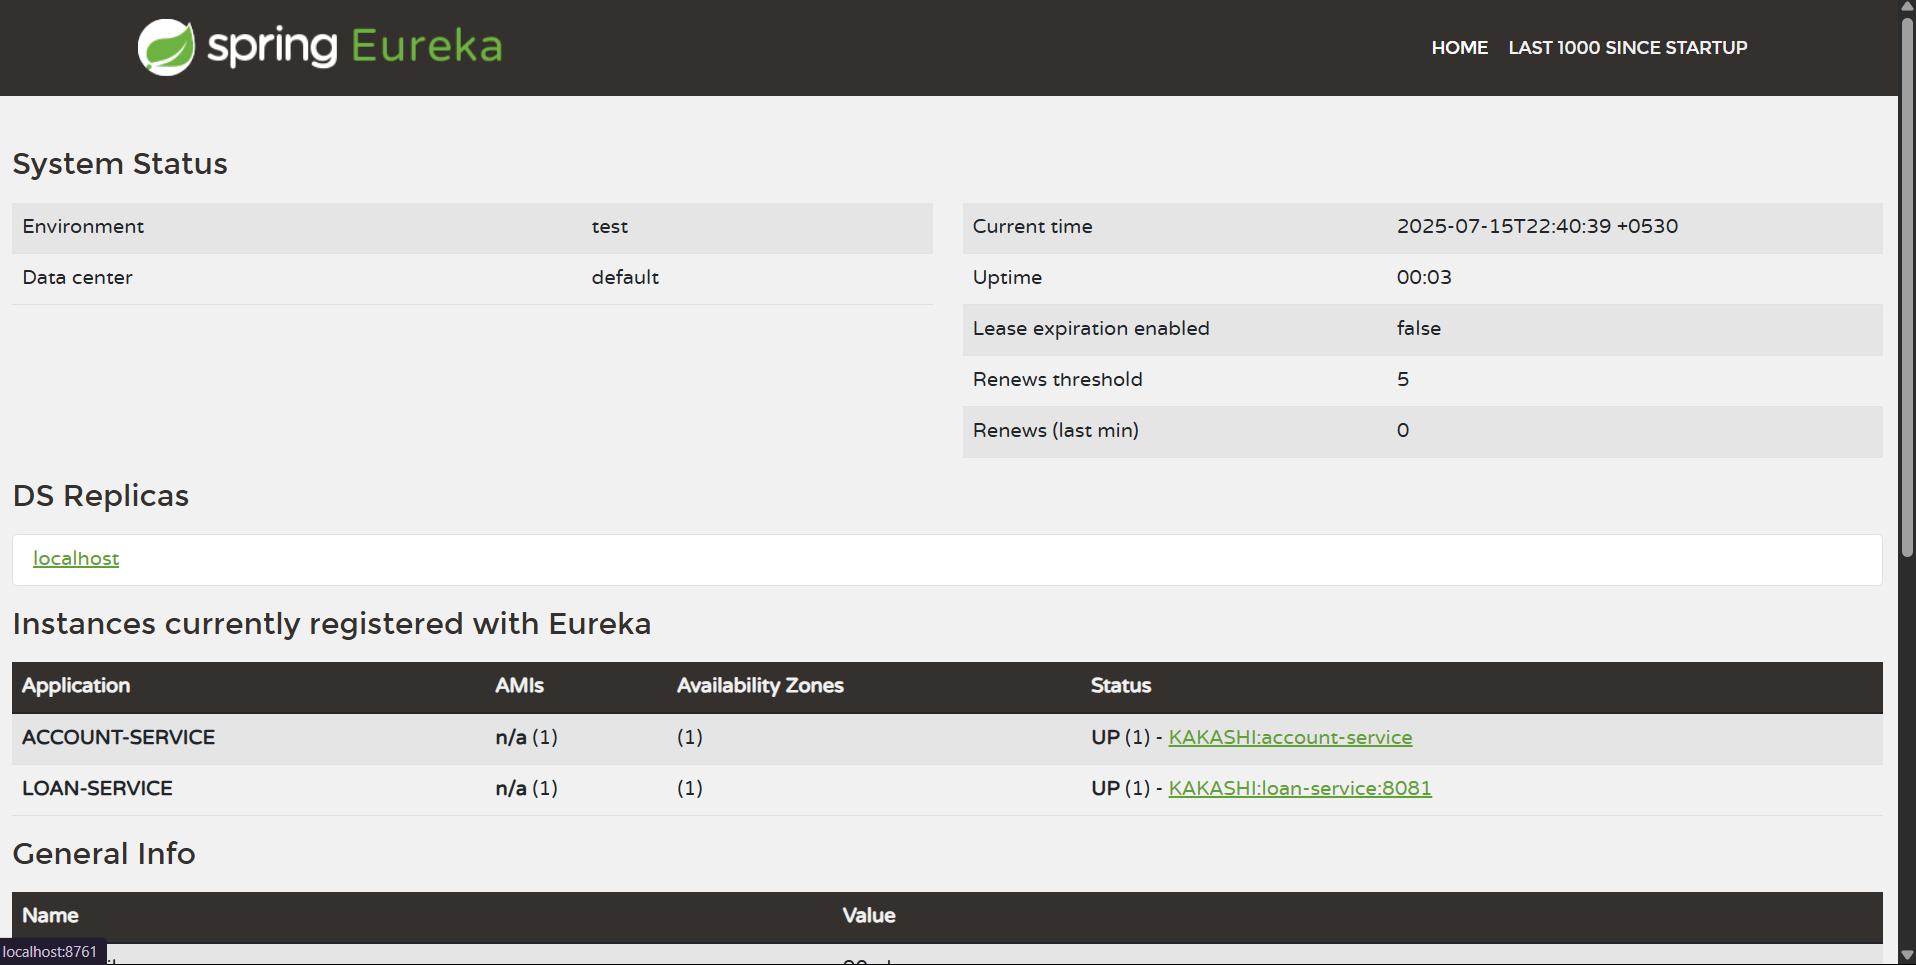 spring Eureka
HOME LAST 1000 SINCE STARTUP
System Status
Environment test
Data center default
Current time 2025-07-15T22:40:39 +0530
Uptime 00:03
Lease expiration enabled false
Renews threshold 5
Renews (last min) 0
DS Replicas
localhost
Instances currently registered with Eureka
Application AMIs Availability Zones Status
ACCOUNT-SERVICE n/a (1) (1) UP (1) - KAKASHI:account-service
LOAN-SERVICE n/a (1) (1) UP (1) - KAKASHI:loan-service:8081
General Info
Name Value
localhost:8761